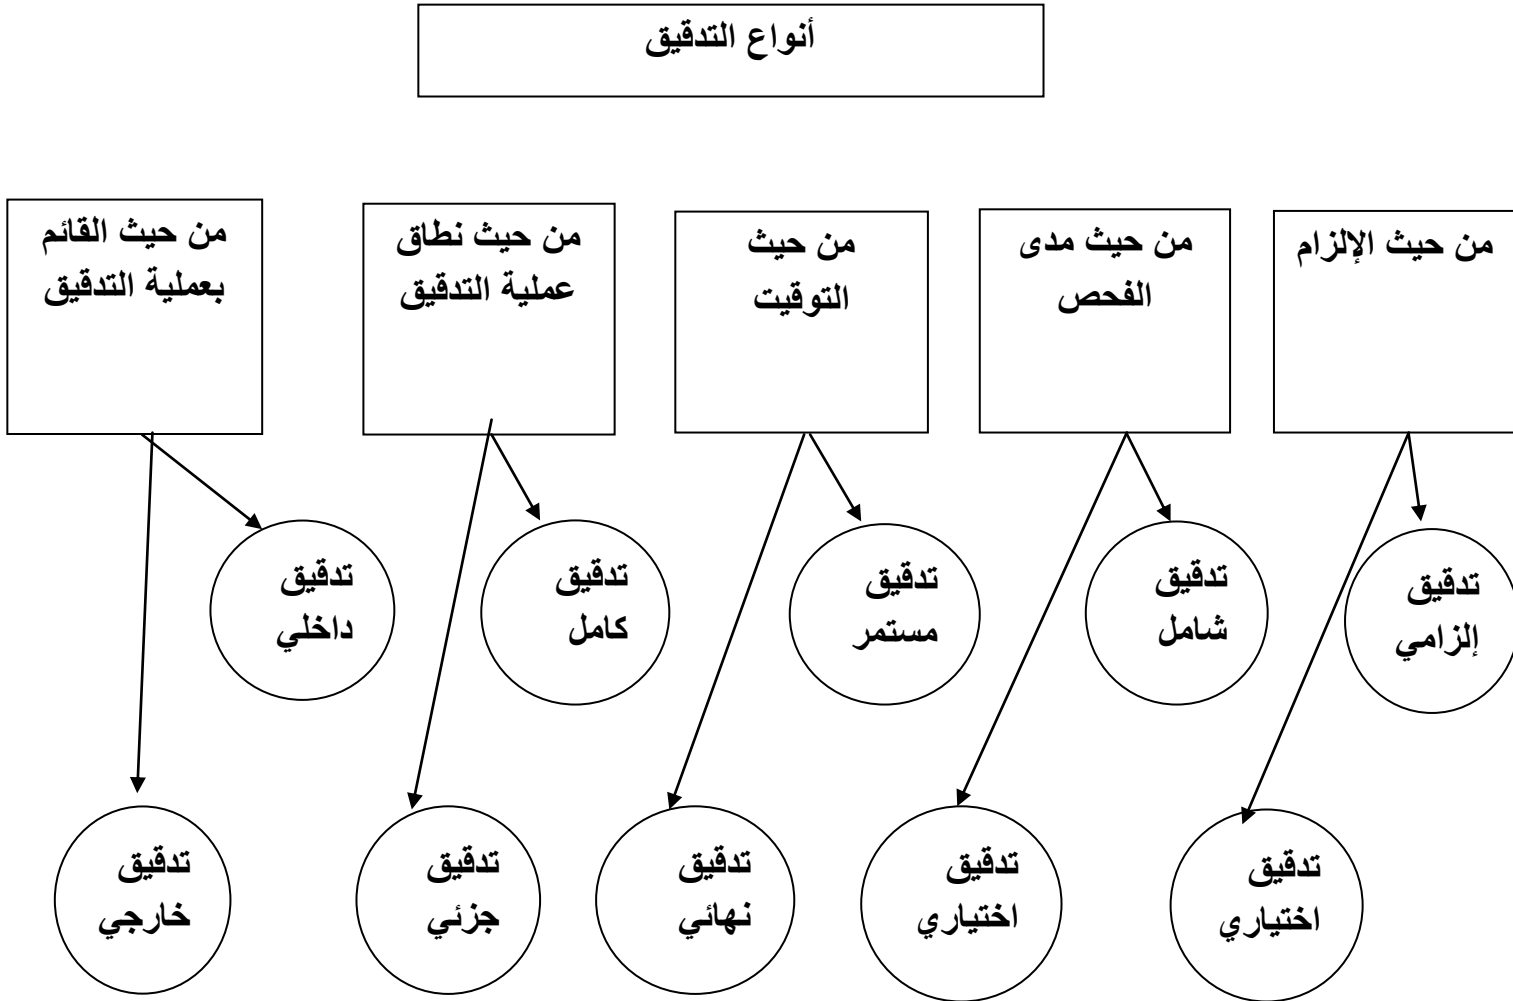 أنواع التدقيق
من حيث الإلزام
من حيث مدى
الفحص
من حيث
التوقيت
من حيث نطاق
عملية التدقيق
من حيث القائم
بعملية التدقيق
تدقيق
إلزامي
تدقيق
شامل
تدقيق
مستمر
تدقيق
كامل
تدقيق
داخلي
تدقيق
اختياري
تدقيق
اختياري
تدقيق
نهائي
تدقيق
جزئي
تدقيق
خارجي